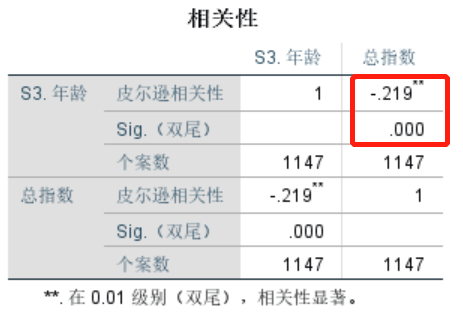 相关性
S3. 年龄 总指数
S3. 年龄 皮尔逊相关性 1 -.219**
Sig.（双尾） .000
个案数 1147 1147
总指数 皮尔逊相关性 -.219** 1
Sig.（双尾） .000
个案数 1147 1147
**. 在 0.01 级别（双尾），相关性显著。